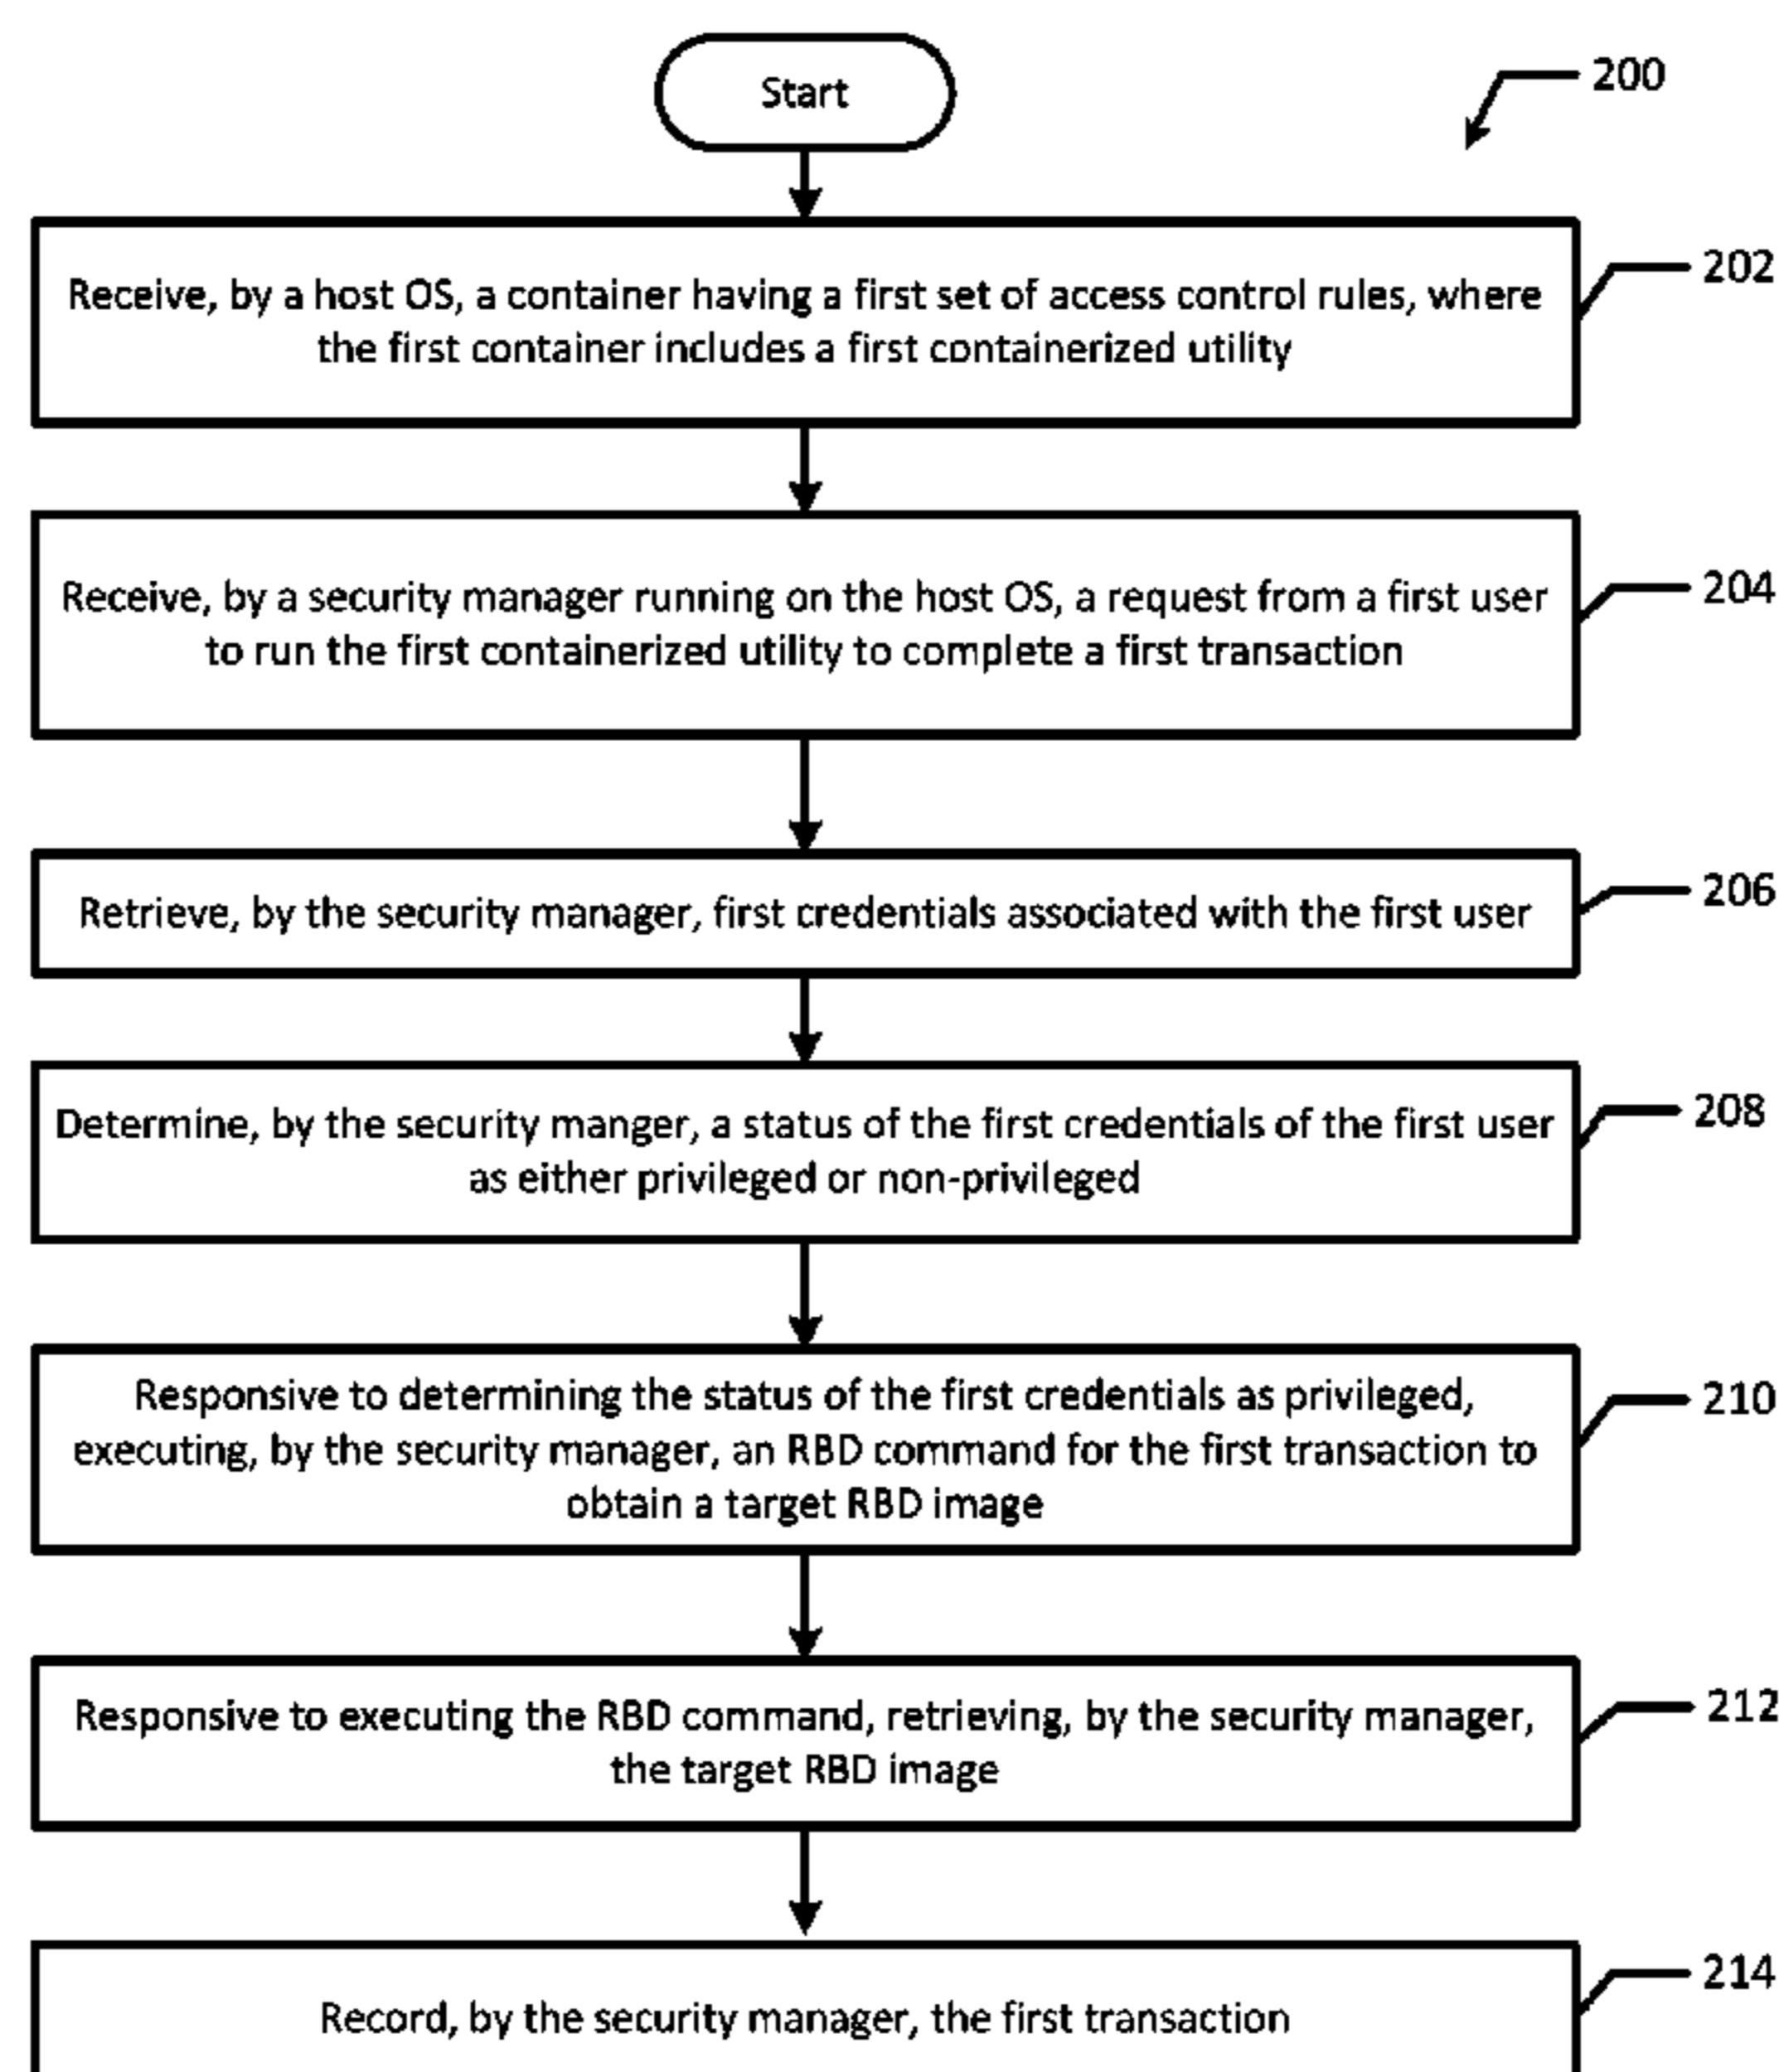 Start
200
Receive, by a host OS, a container having a first set of access control rules, where
the first container includes a first containerized utility
202
Receive, by a security manager running on the host OS, a request from a first user
to run the first containerized utility to complete a first transaction
204
Retrieve, by the security manager, first credentials associated with the first user
206
Determine, by the security manger, a status of the first credentials of the first user
as either privileged or non-privileged
208
Responsive to determining the status of the first credentials as privileged,
executing, by the security manager, an RBD command for the first transaction to
obtain a target RBD image
210
Responsive to executing the RBD command, retrieving, by the security manager,
the target RBD image
212
Record, by the security manager, the first transaction
214